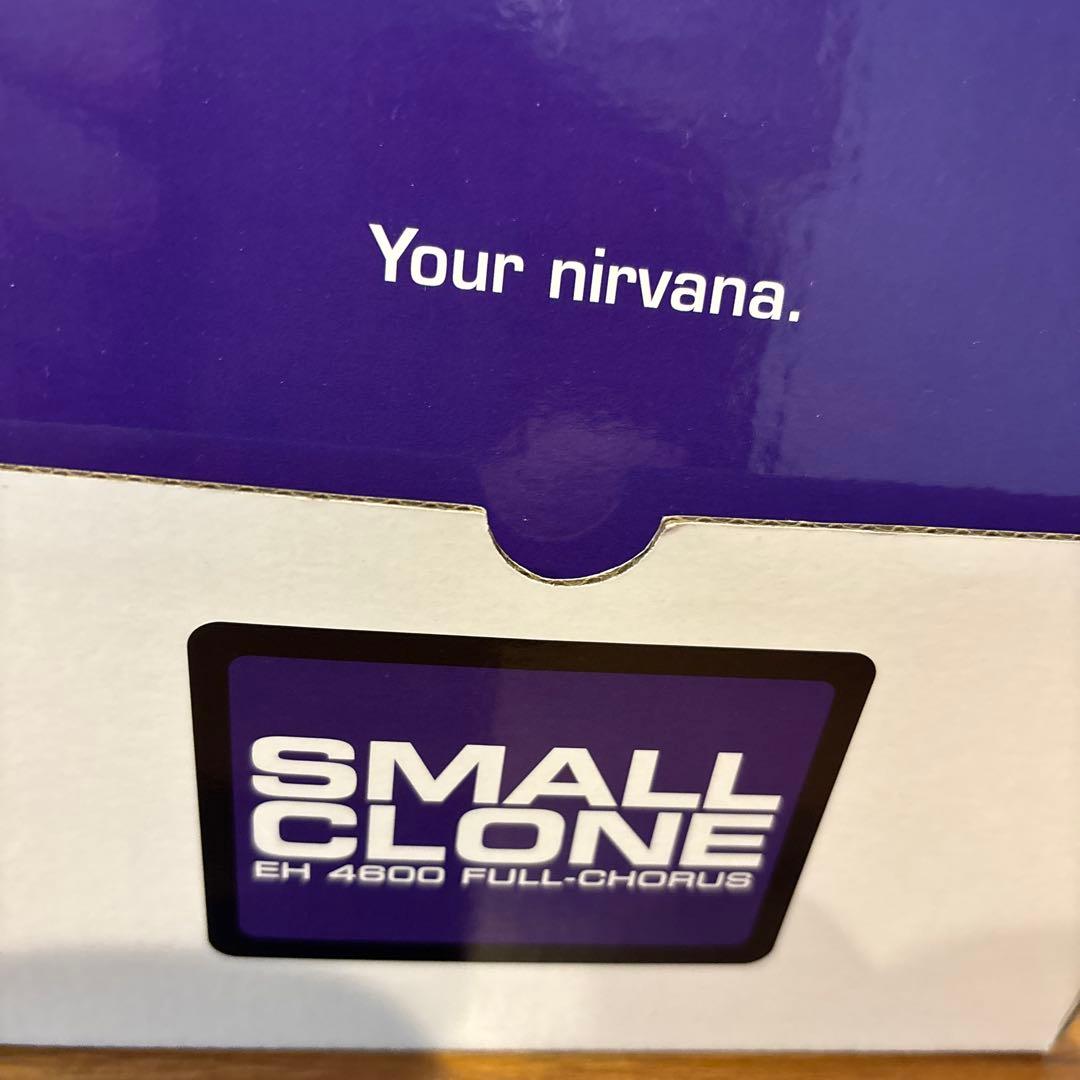 Your nirvana.
SMALL
CLONE
EH 4600 FULL-CHORUS